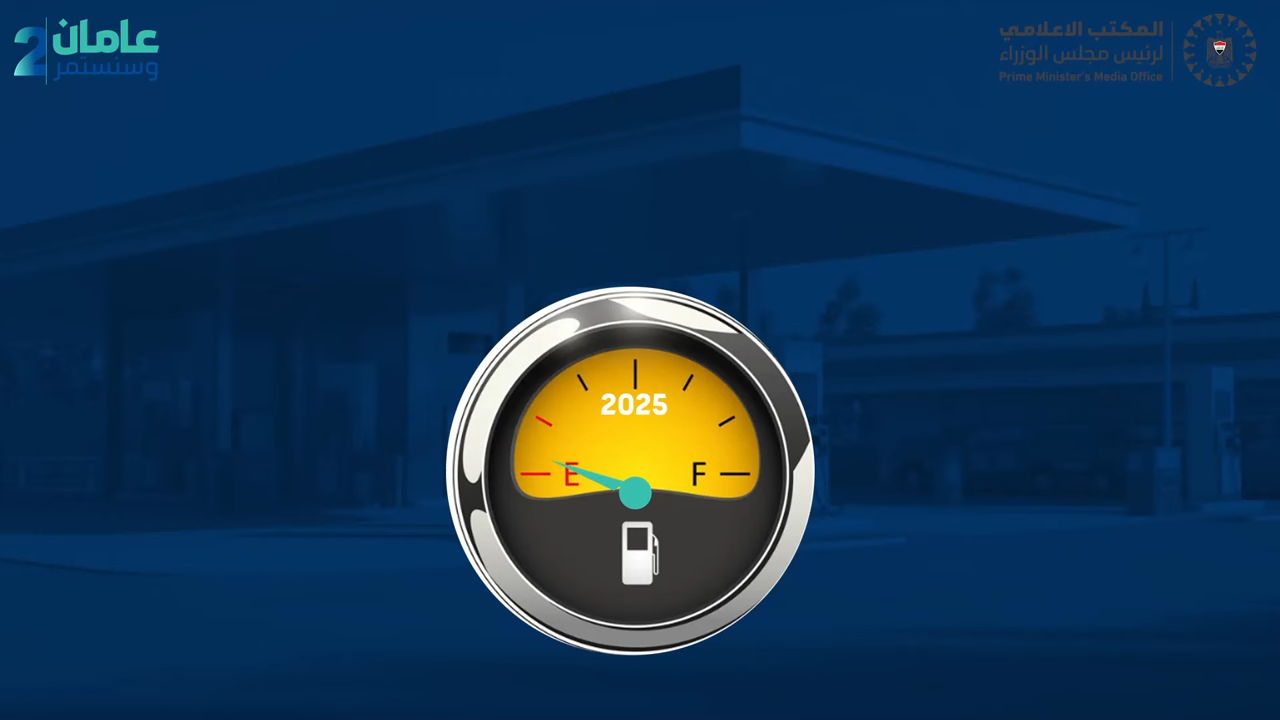 عامان
2
وسنستمر
المكتب الاعلامي
لرئيس مجلس الوزراء
Prime Minister's Media Office
2025
E
F